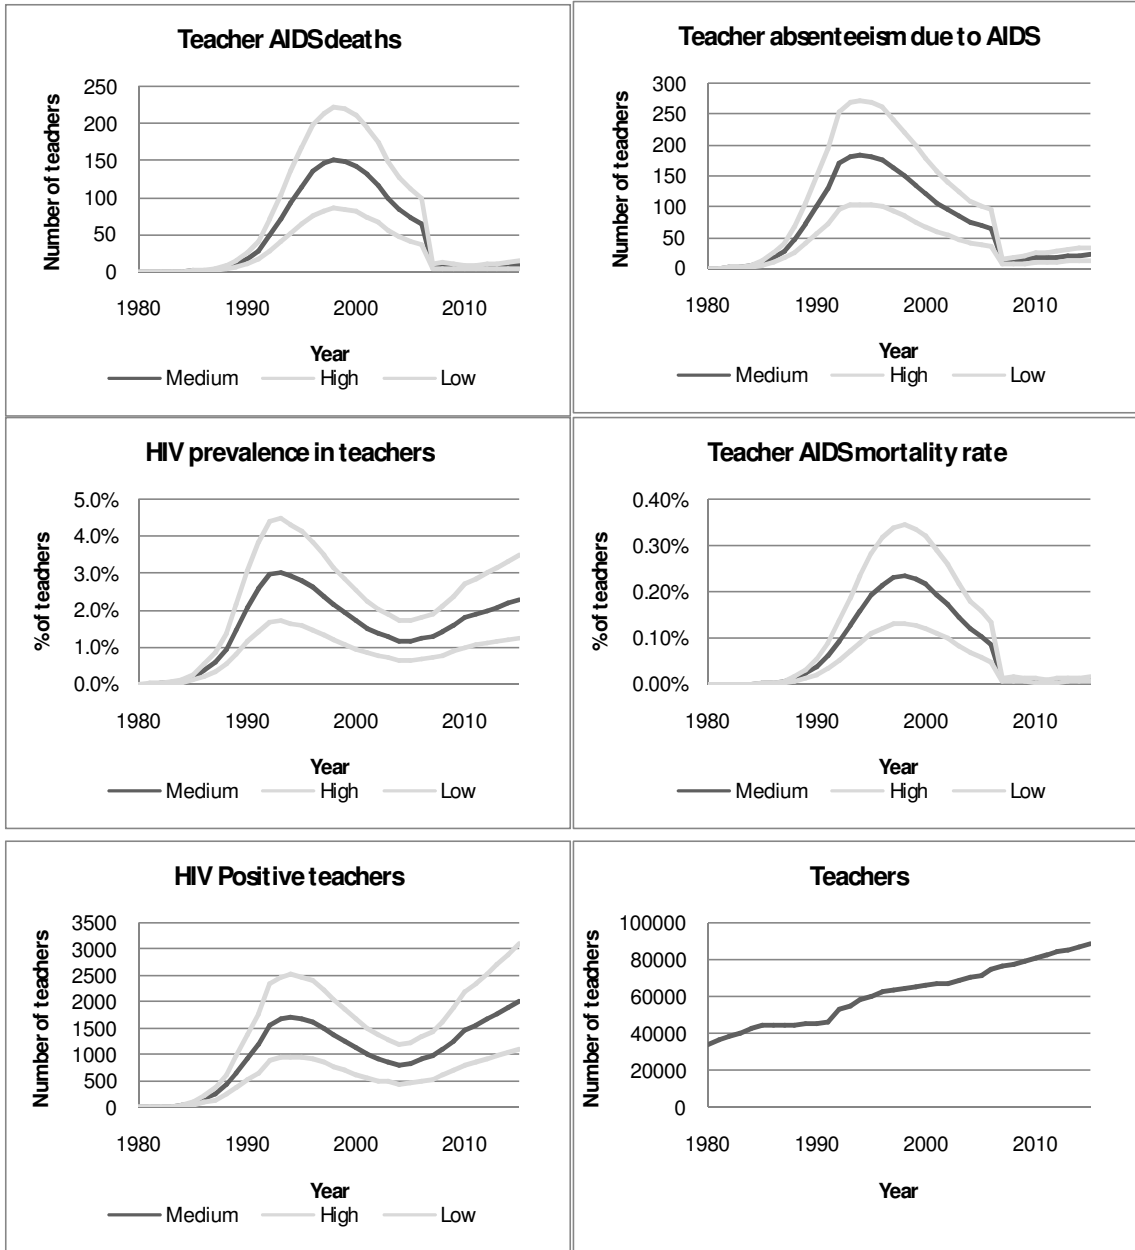 Teacher AIDS deaths
Number of teachers
250
200
150
100
50
0
1980 1990 2000 2010
Year
Medium High Low
Teacher absenteeism due to AIDS
Number of teachers
300
250
200
150
100
50
0
1980 1990 2000 2010
Year
Medium High Low
HIV prevalence in teachers
% of teachers
5.0%
4.0%
3.0%
2.0%
1.0%
0.0%
1980 1990 2000 2010
Year
Medium High Low
Teacher AIDS mortality rate
% of teachers
0.40%
0.30%
0.20%
0.10%
0.00%
1980 1990 2000 2010
Year
Medium High Low
HIV Positive teachers
Number of teachers
3500
3000
2500
2000
1500
1000
500
0
1980 1990 2000 2010
Year
Medium High Low
Teachers
Number of teachers
100000
80000
60000
40000
20000
0
1980 1990 2000 2010
Year